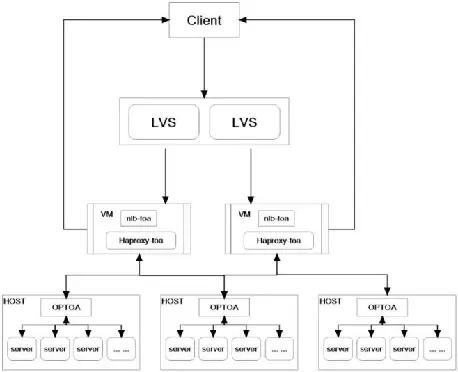 Client
LVS LVS
VM VM
nlb-toa nlb-toa
Haproxy-toa Haproxy-toa
HOST HOST HOST
OPTOA OPTOA OPTOA
server server server ... ... server server server ... ... server server server ... ...